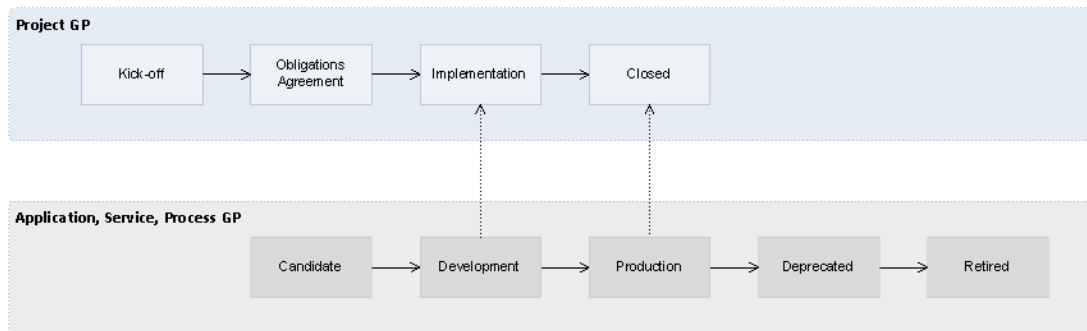 Project GP
Kick-off
Obligations
Agreement
Implementation
Closed
Application, Service, Process GP
Candidate
Development
Production
Deprecated
Retired